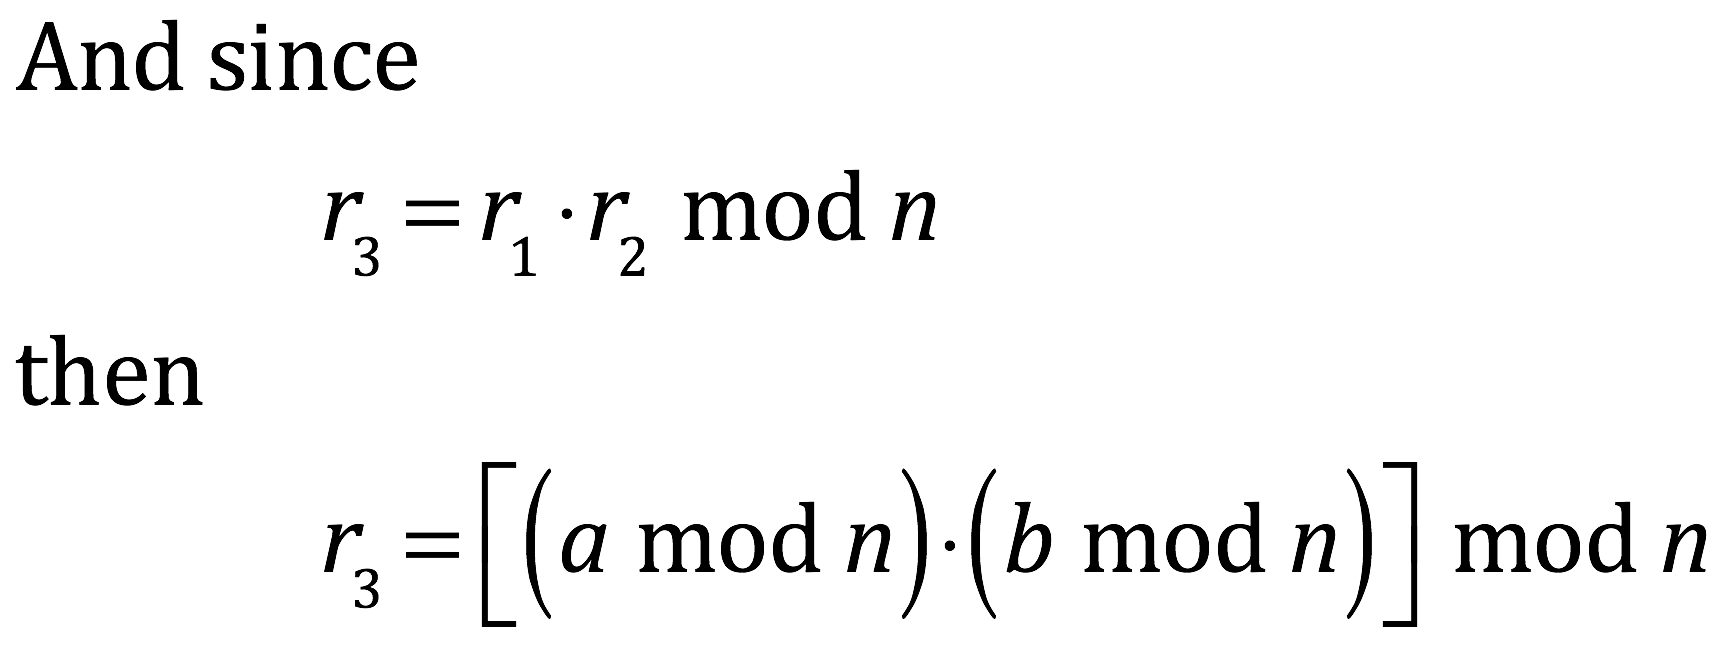 And since
r₃ = r₁ · r₂ mod n
then
r₃ = [(a mod n) · (b mod n)] mod n